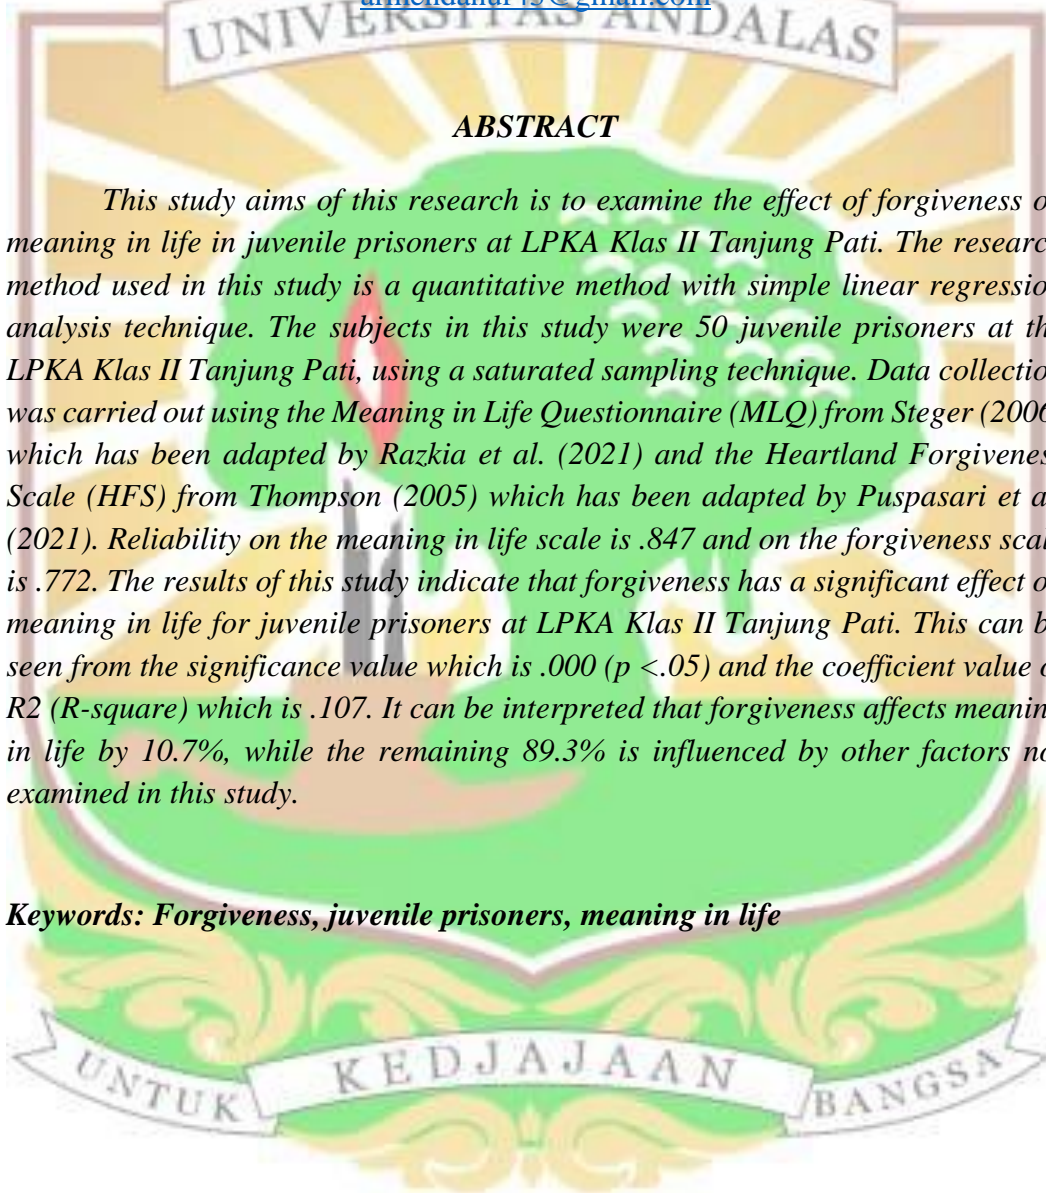 armendanur45@gmail.com
UNIVERSITAS ANDALAS
ABSTRACT
This study aims of this research is to examine the effect of forgiveness o
meaning in life in juvenile prisoners at LPKA Klas II Tanjung Pati. The researc
method used in this study is a quantitative method with simple linear regressio
analysis technique. The subjects in this study were 50 juvenile prisoners at th
LPKA Klas II Tanjung Pati, using a saturated sampling technique. Data collectio
was carried out using the Meaning in Life Questionnaire (MLQ) from Steger (2006
which has been adapted by Razkia et al. (2021) and the Heartland Forgivenes
Scale (HFS) from Thompson (2005) which has been adapted by Puspasari et a
(2021). Reliability on the meaning in life scale is .847 and on the forgiveness scal
is .772. The results of this study indicate that forgiveness has a significant effect o
meaning in life for juvenile prisoners at LPKA Klas II Tanjung Pati. This can b
seen from the significance value which is .000 (p <.05) and the coefficient value o
R2 (R-square) which is .107. It can be interpreted that forgiveness affects meanin
in life by 10.7%, while the remaining 89.3% is influenced by other factors no
examined in this study.
Keywords: Forgiveness, juvenile prisoners, meaning in life
UNTUK KEDJAJAAN BANGSA